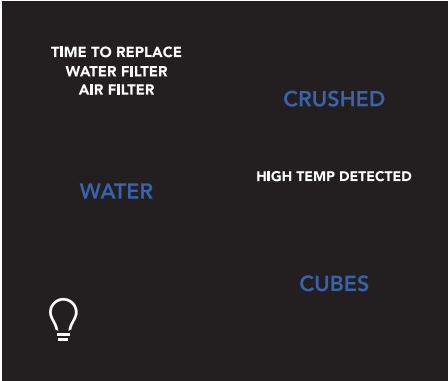 TIME TO REPLACE
WATER FILTER
AIR FILTER
CRUSHED
WATER
HIGH TEMP DETECTED
CUBES